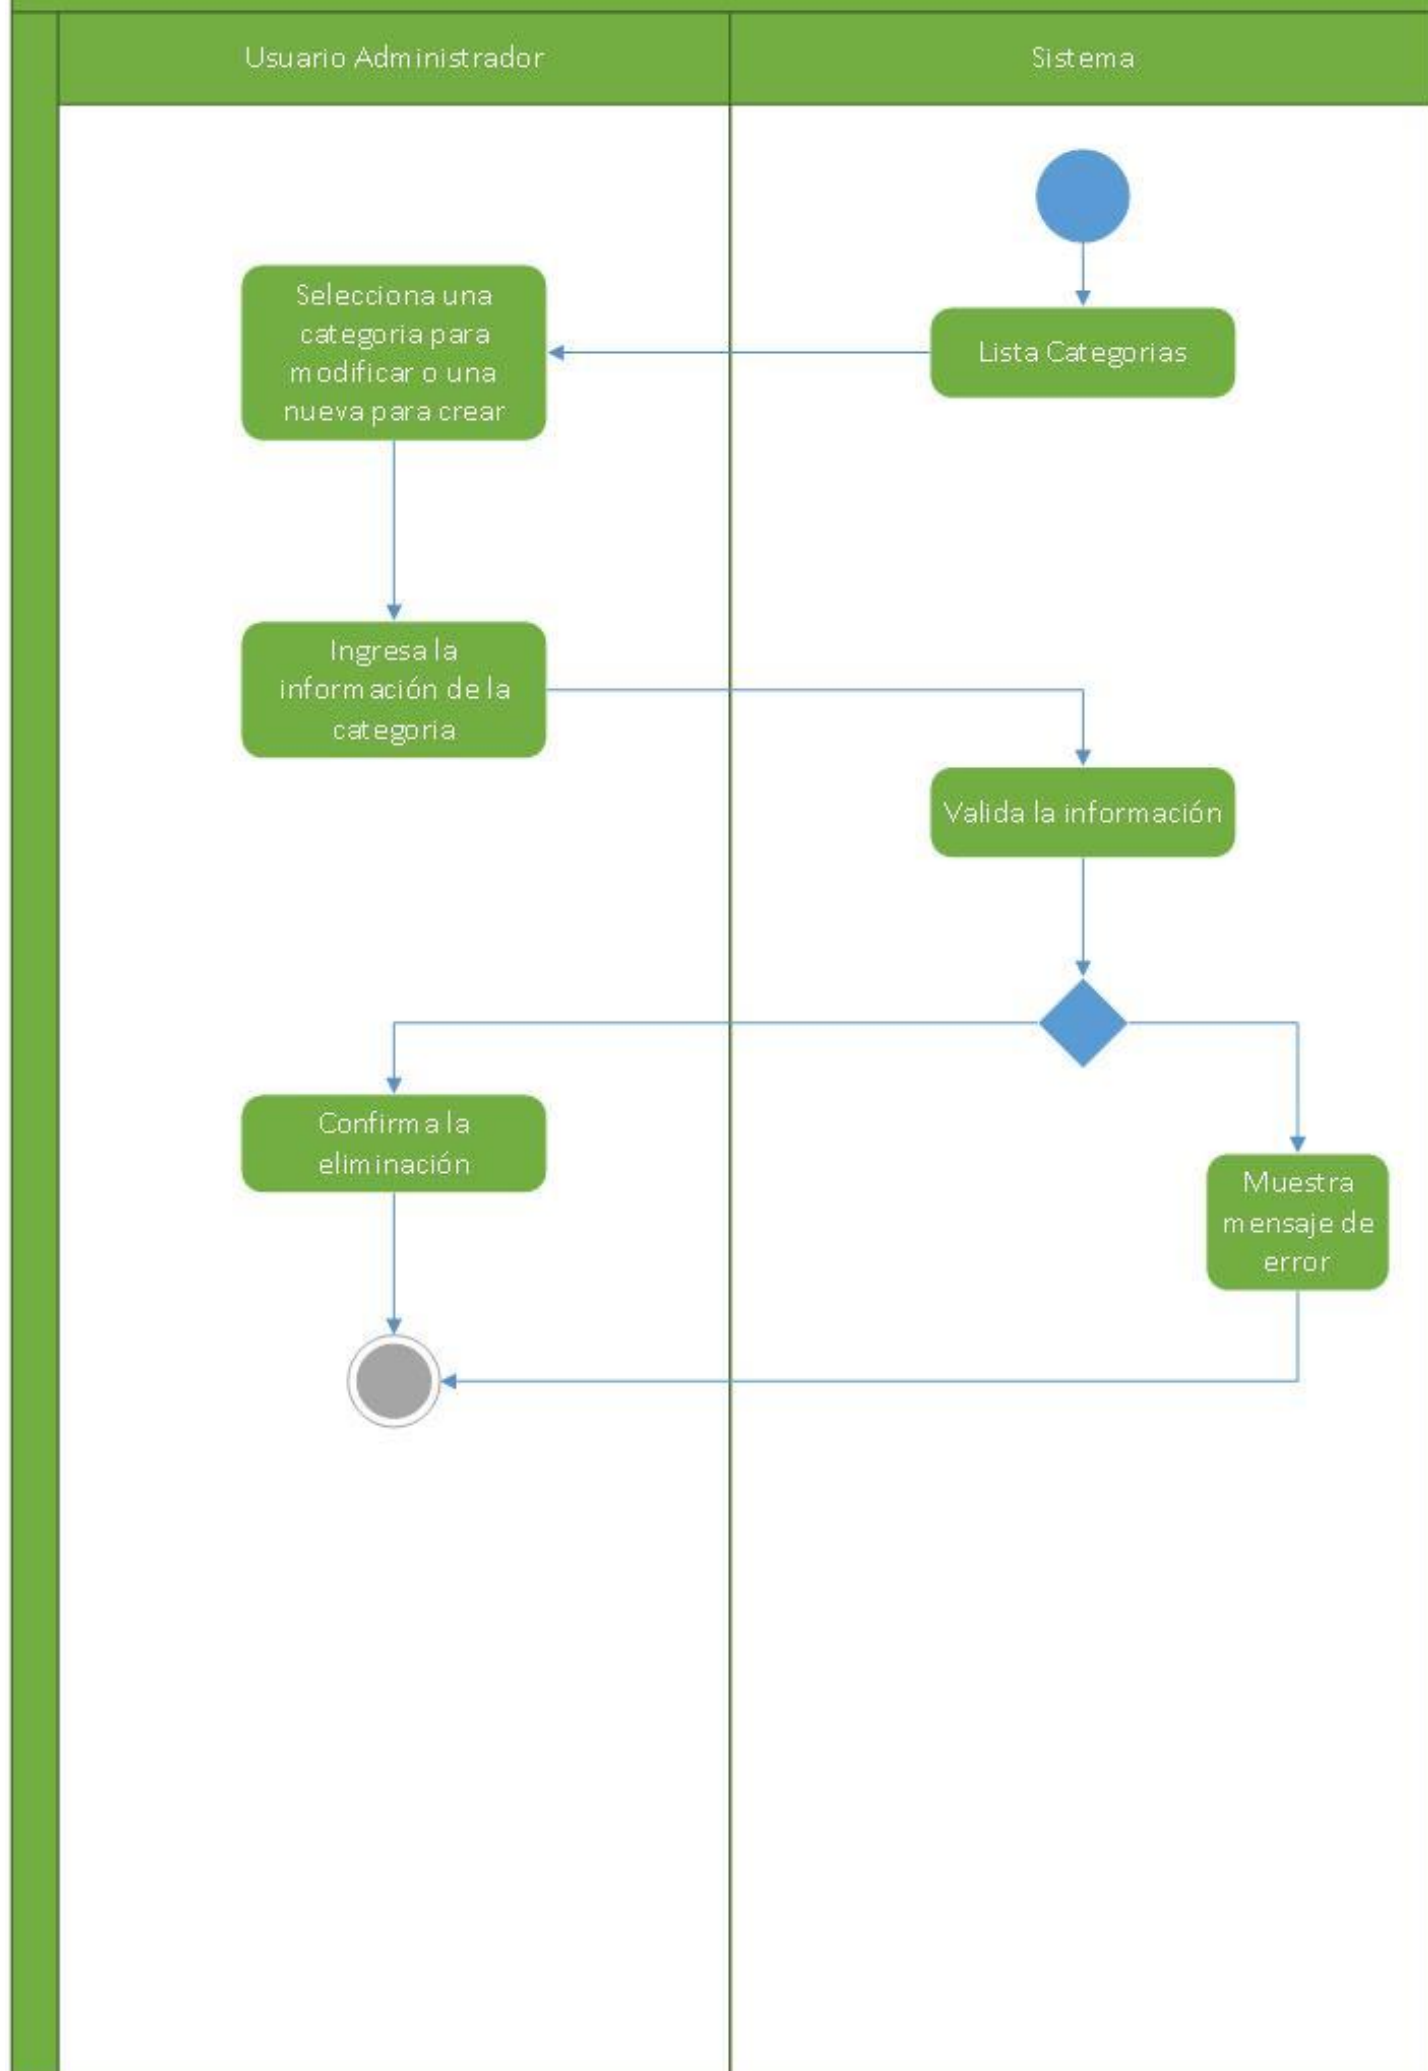 Usuario Administrador
Sistema
Selecciona una
categoria para
modificar o una
nueva para crear
Lista Categorias
Ingresa la
información de la
categoria
Valida la información
Confirma la
eliminación
Muestra
mensaje de
error